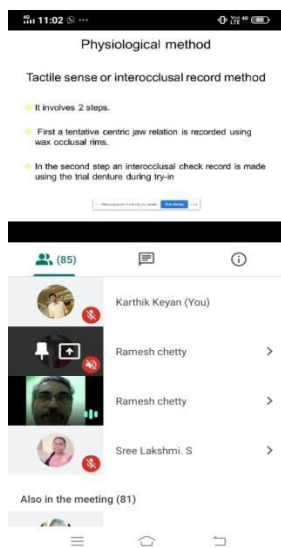 11:02
Physiological method
Tactile sense or interocclusal record method
It involves 2 steps.
First a tentative centric jaw relation is recorded using
wax occlusal rims.
In the second step an interocclusal check record is made
using the trial denture during try-in
(85)
Karthik Keyan (You)
Ramesh chetty
Ramesh chetty
Sree Lakshmi. S
Also in the meeting (81)